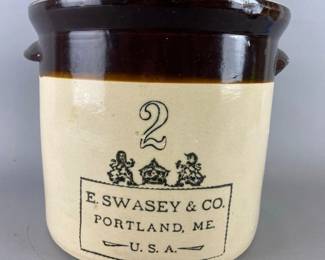 2
E. SWASEY & CO.
PORTLAND, ME.
U. S. A.